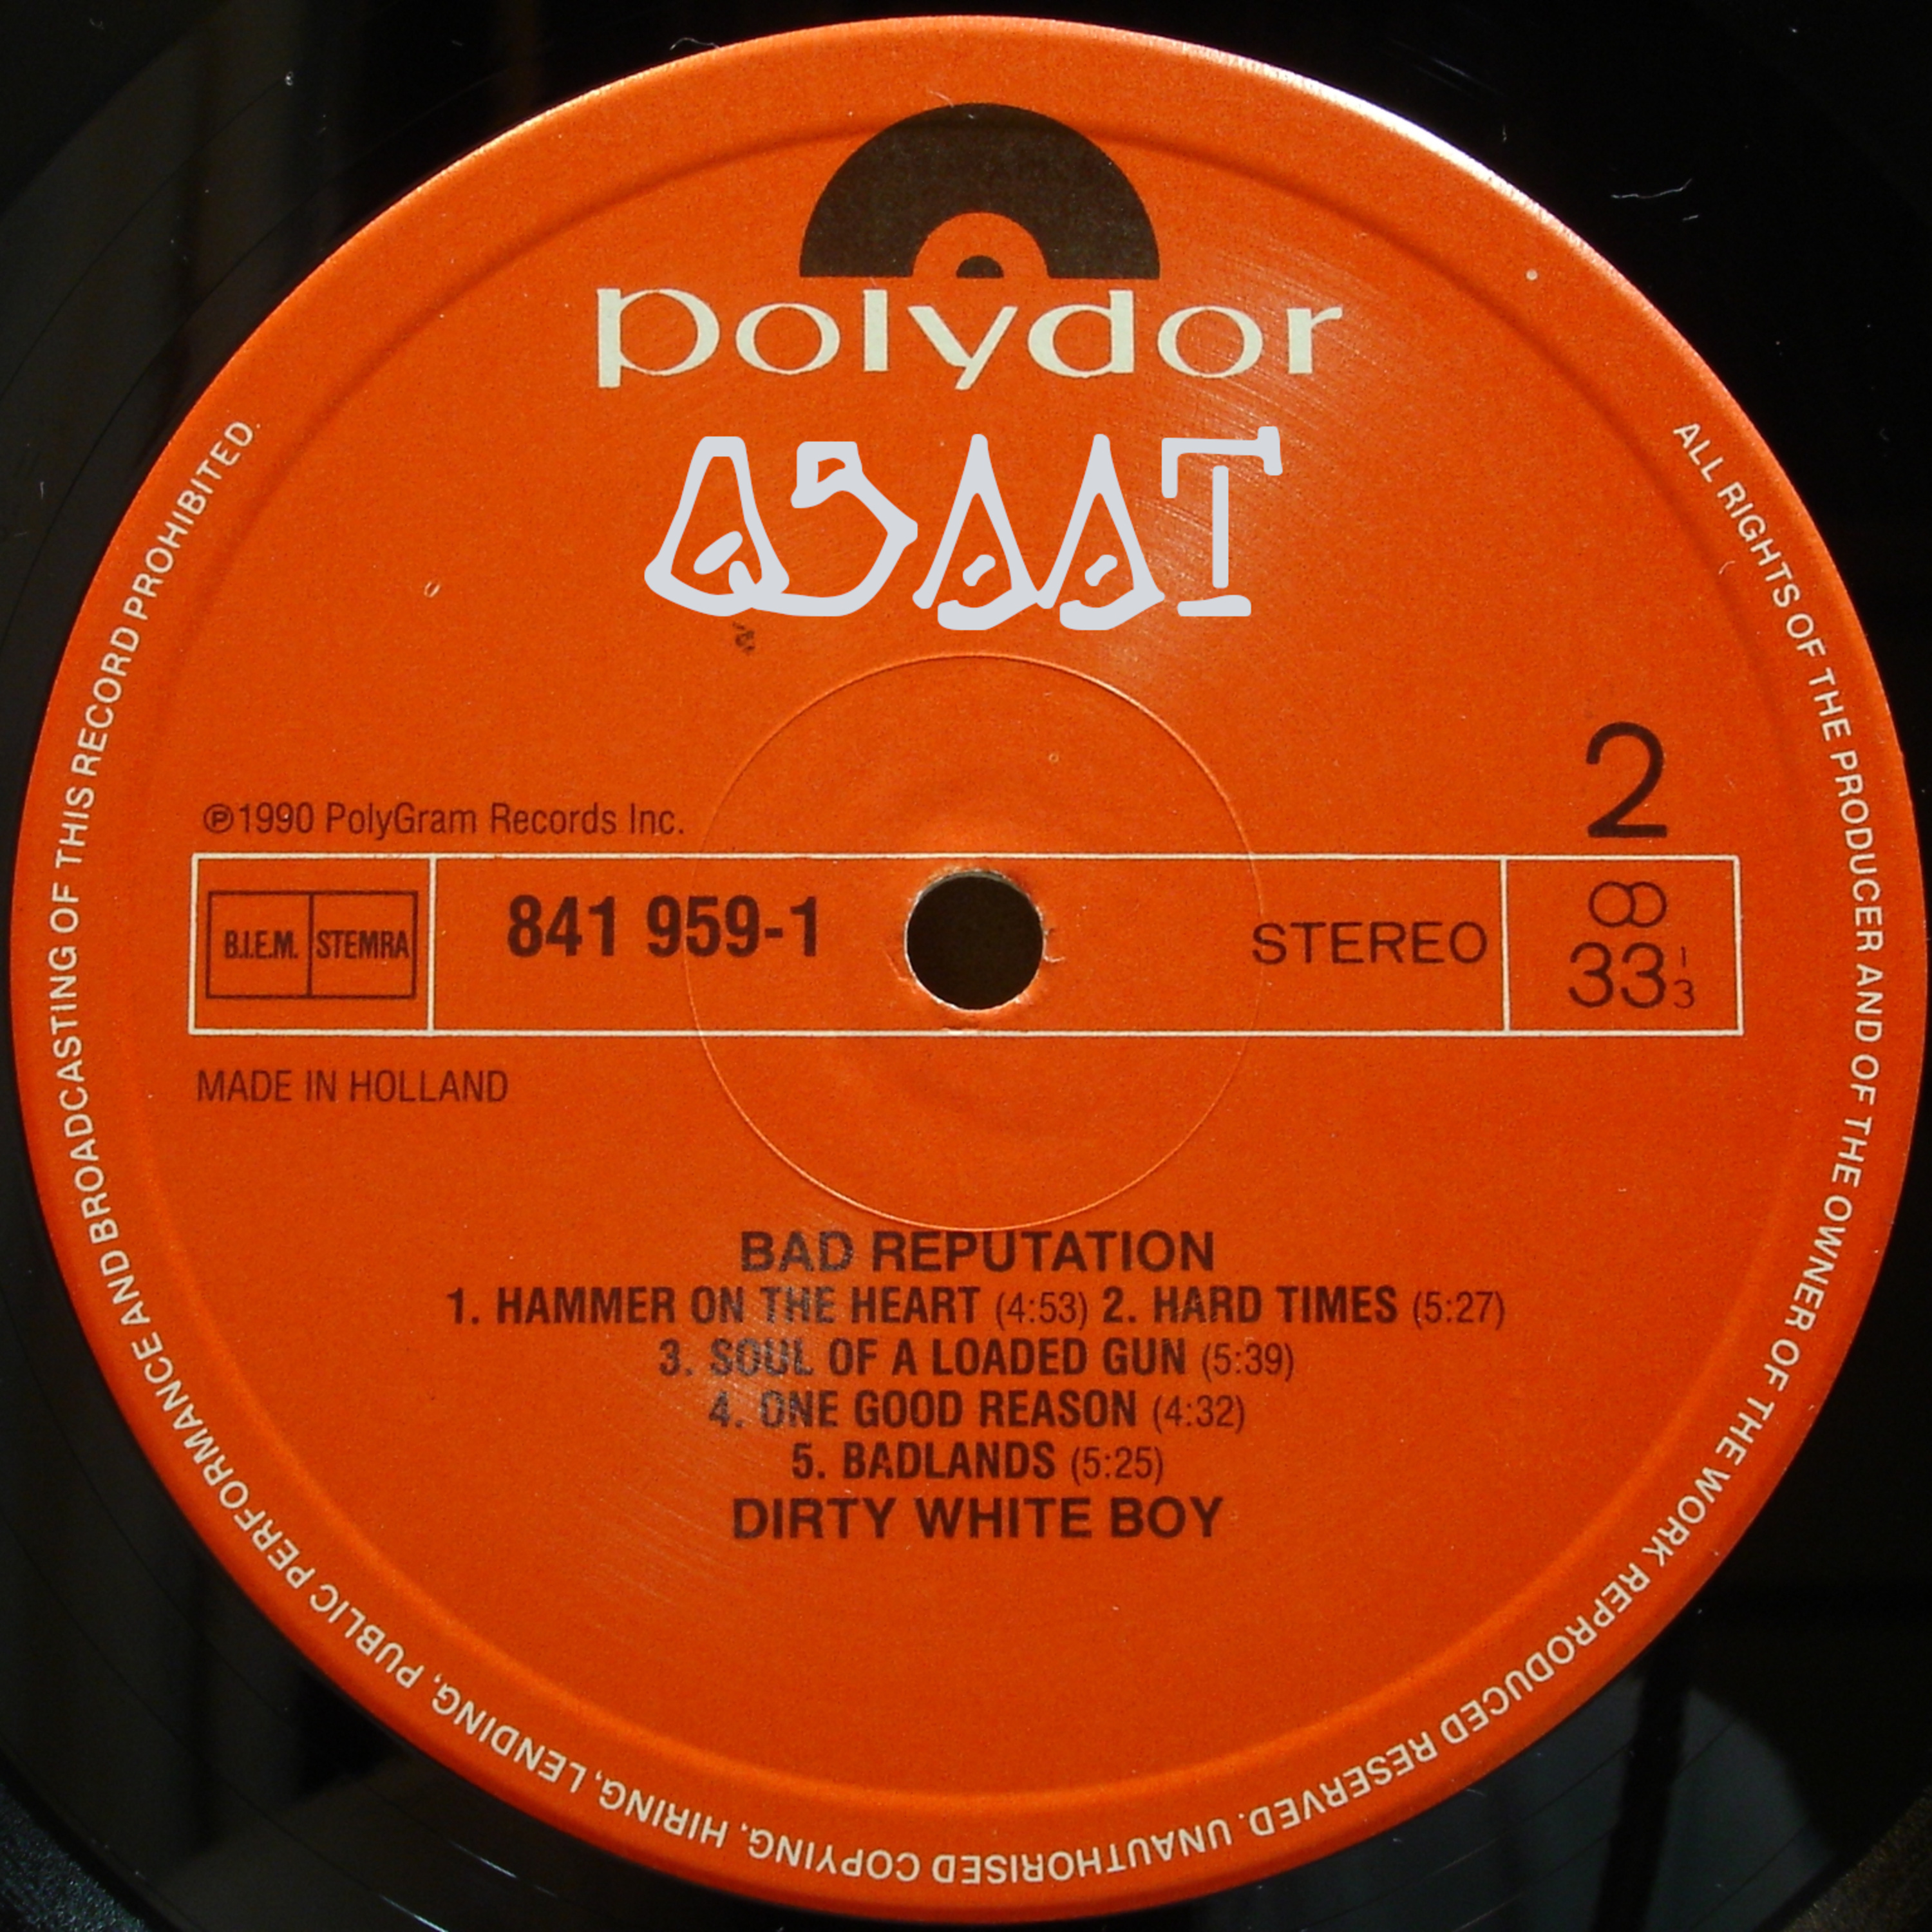 polydor
2
℗1990 PolyGram Records Inc.
B.I.E.M. STEMRA 841 959-1 STEREO ∞ 33 1/3
MADE IN HOLLAND
BAD REPUTATION
1. HAMMER ON THE HEART (4:53) 2. HARD TIMES (5:27)
3. SOUL OF A LOADED GUN (5:39)
4. ONE GOOD REASON (4:32)
5. BADLANDS (5:25)
DIRTY WHITE BOY
ALL RIGHTS OF THE PRODUCER AND OF THE OWNER OF THE WORK REPRODUCED RESERVED. UNAUTHORISED COPYING, HIRING, LENDING, PUBLIC PERFORMANCE AND BROADCASTING OF THIS RECORD PROHIBITED.